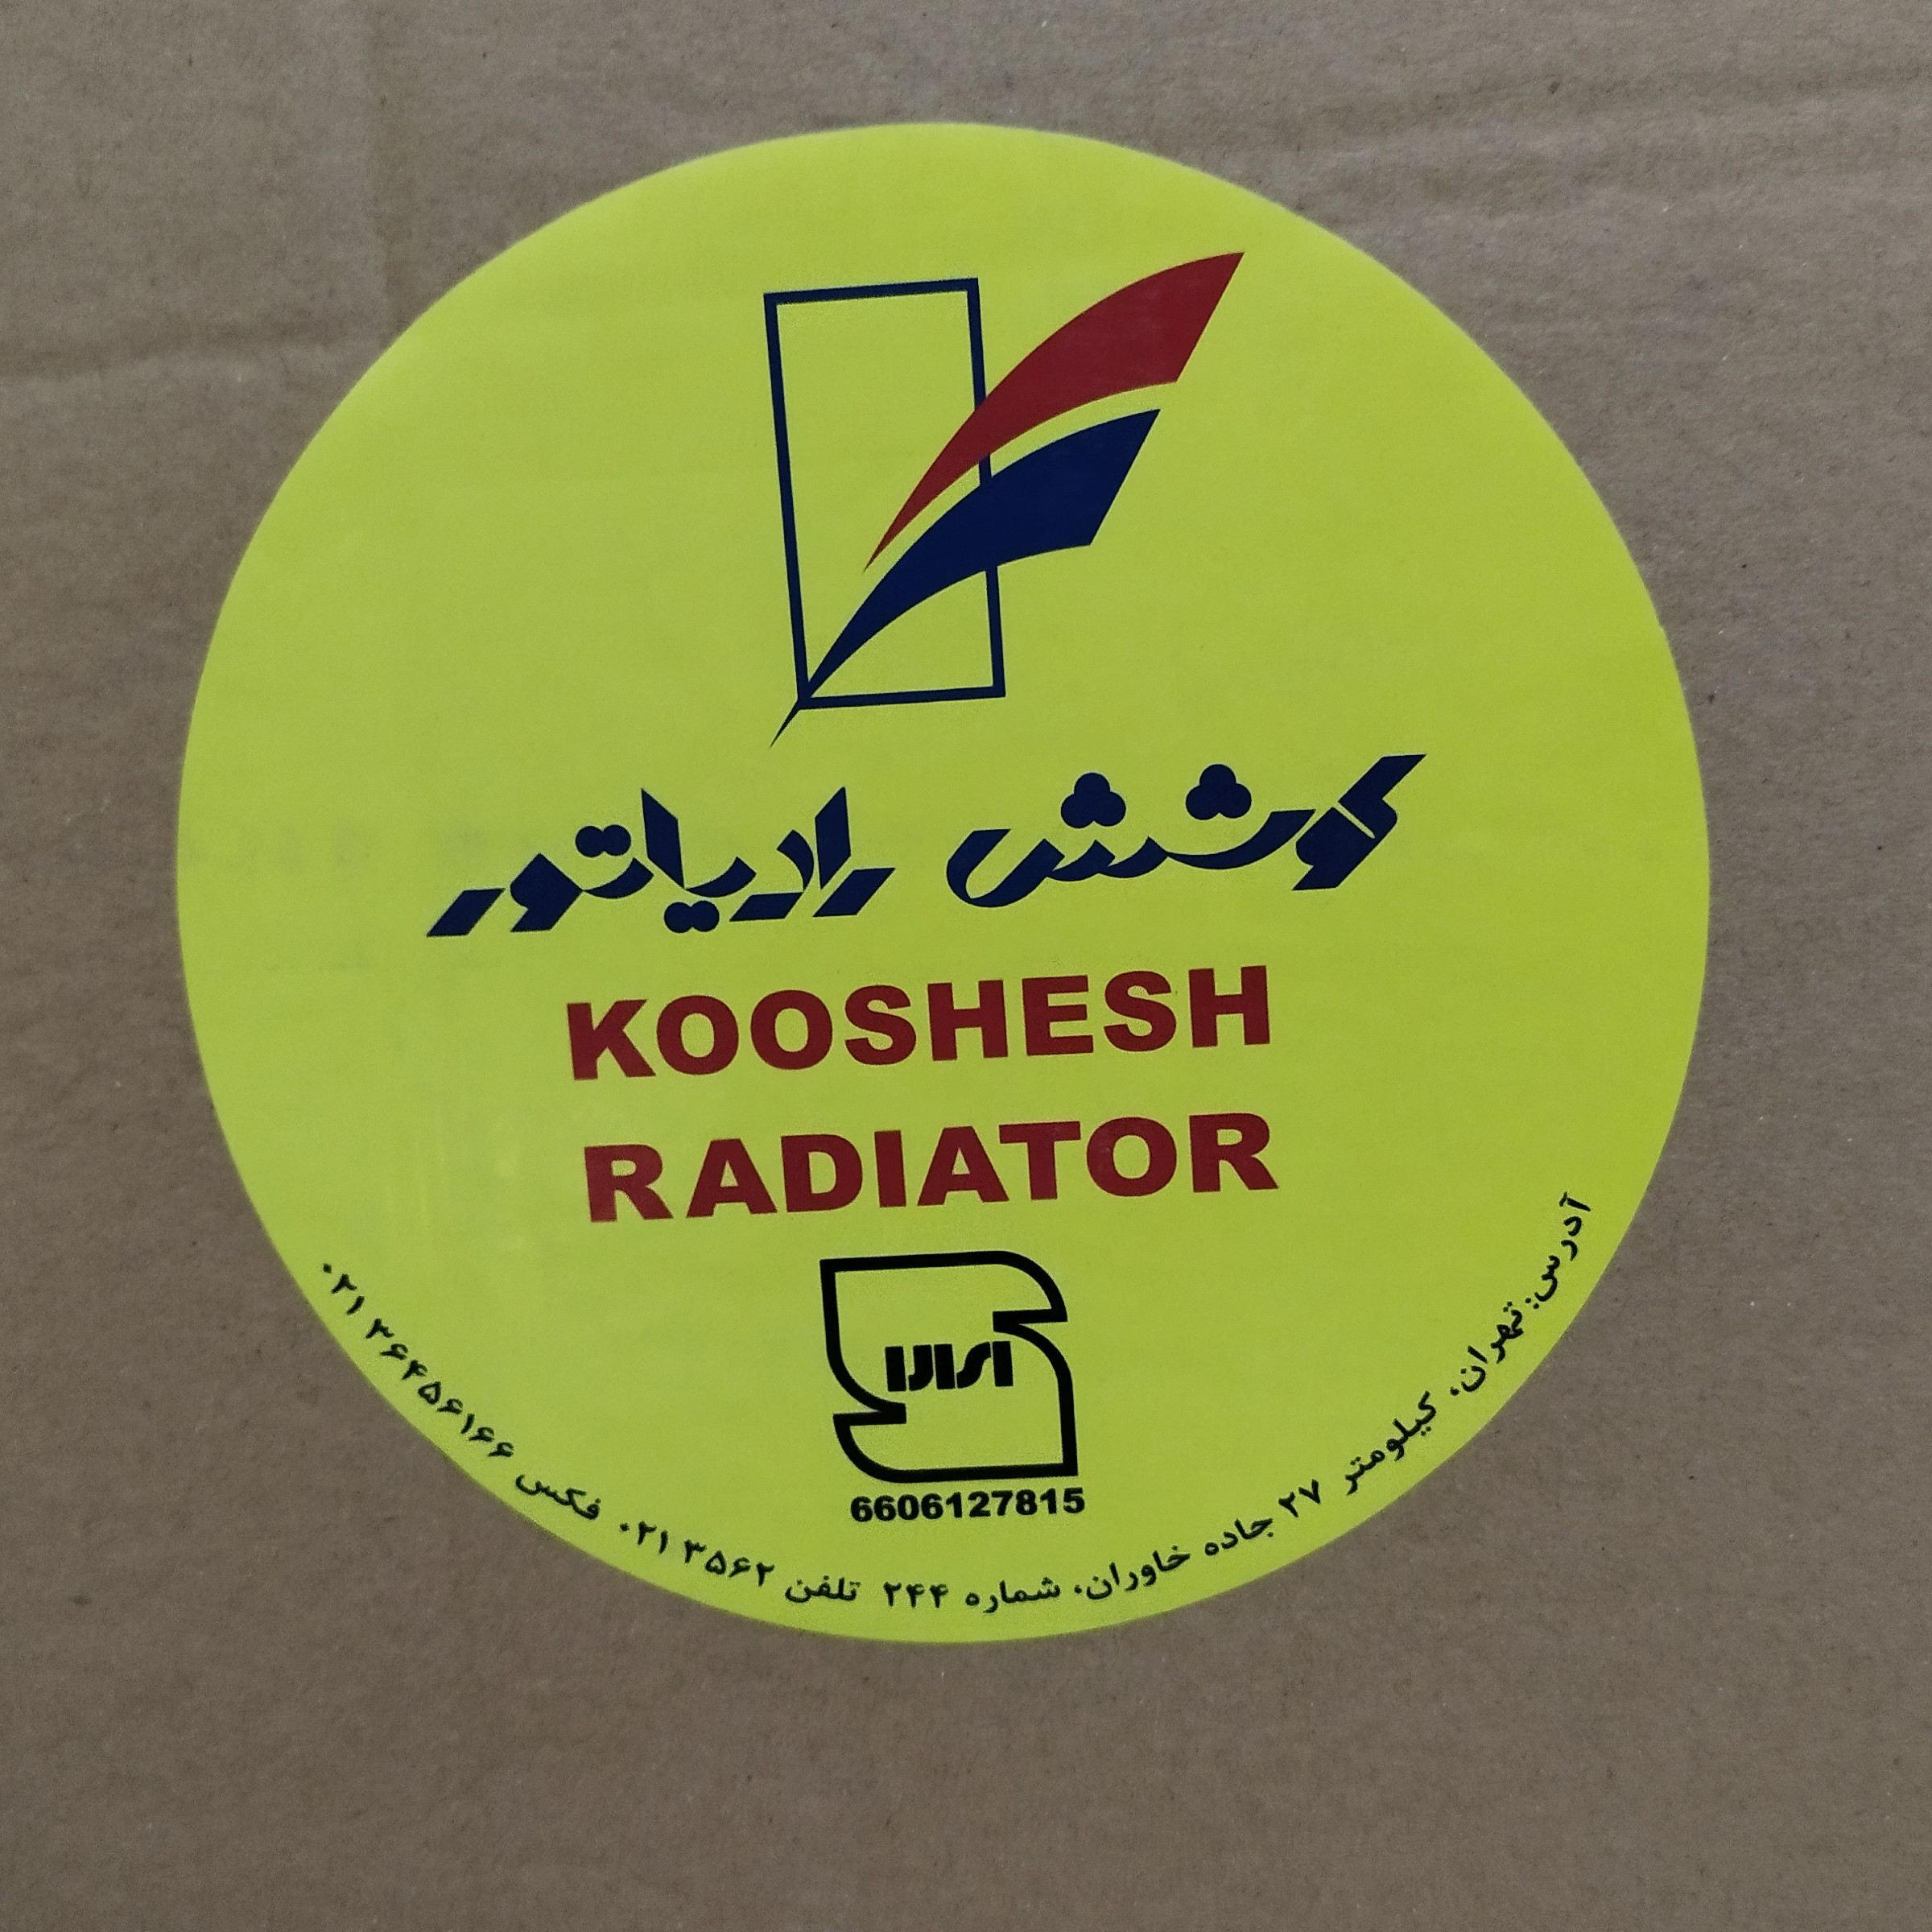 کوشش رادیاتور
KOOSHESH
RADIATOR
6606127815
آدرس: تهران، کیلومتر ۲۷ جاده خاوران، شماره ۲۴۴ تلفن ۳۵۶۲ ۰۲۱ فکس ۳۶۴۵۶۱۶۶ ۰۲۱